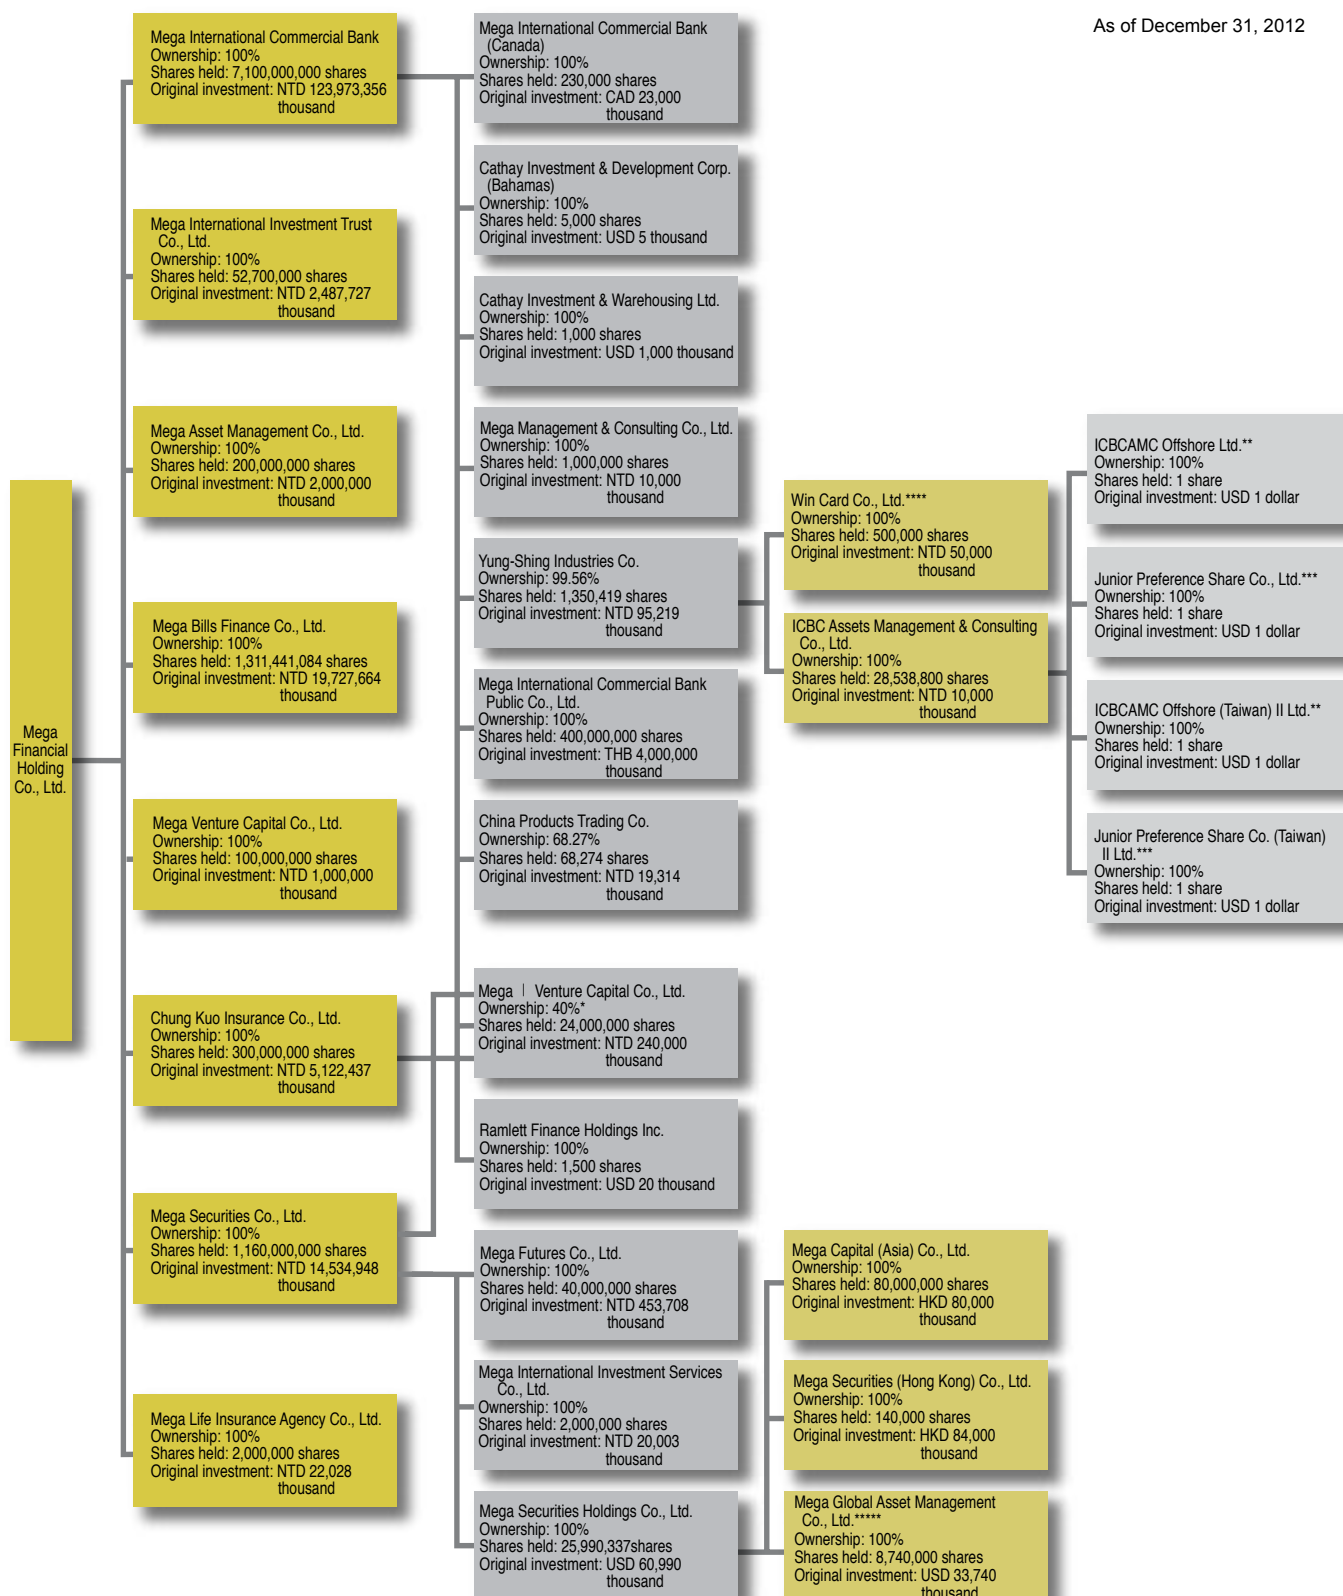 As of December 31, 2012
Mega
Financial
Holding
Co., Ltd.
Mega International Commercial Bank
Ownership: 100%
Shares held: 7,100,000,000 shares
Original investment: NTD 123,973,356
thousand
Mega International Investment Trust
Co., Ltd.
Ownership: 100%
Shares held: 52,700,000 shares
Original investment: NTD 2,487,727
thousand
Mega Asset Management Co., Ltd.
Ownership: 100%
Shares held: 200,000,000 shares
Original investment: NTD 2,000,000
thousand
Mega Bills Finance Co., Ltd.
Ownership: 100%
Shares held: 1,311,441,084 shares
Original investment: NTD 19,727,664
thousand
Mega Venture Capital Co., Ltd.
Ownership: 100%
Shares held: 100,000,000 shares
Original investment: NTD 1,000,000
thousand
Chung Kuo Insurance Co., Ltd.
Ownership: 100%
Shares held: 300,000,000 shares
Original investment: NTD 5,122,437
thousand
Mega Securities Co., Ltd.
Ownership: 100%
Shares held: 1,160,000,000 shares
Original investment: NTD 14,534,948
thousand
Mega Life Insurance Agency Co., Ltd.
Ownership: 100%
Shares held: 2,000,000 shares
Original investment: NTD 22,028
thousand
Mega International Commercial Bank
(Canada)
Ownership: 100%
Shares held: 230,000 shares
Original investment: CAD 23,000
thousand
Cathay Investment & Development Corp.
(Bahamas)
Ownership: 100%
Shares held: 5,000 shares
Original investment: USD 5 thousand
Cathay Investment & Warehousing Ltd.
Ownership: 100%
Shares held: 1,000 shares
Original investment: USD 1,000 thousand
Mega Management & Consulting Co., Ltd.
Ownership: 100%
Shares held: 1,000,000 shares
Original investment: NTD 10,000
thousand
Yung-Shing Industries Co.
Ownership: 99.56%
Shares held: 1,350,419 shares
Original investment: NTD 95,219
thousand
Mega International Commercial Bank
Public Co., Ltd.
Ownership: 100%
Shares held: 400,000,000 shares
Original investment: THB 4,000,000
thousand
China Products Trading Co.
Ownership: 68.27%
Shares held: 68,274 shares
Original investment: NTD 19,314
thousand
Mega I Venture Capital Co., Ltd.
Ownership: 40%*
Shares held: 24,000,000 shares
Original investment: NTD 240,000
thousand
Ramlett Finance Holdings Inc.
Ownership: 100%
Shares held: 1,500 shares
Original investment: USD 20 thousand
Mega Futures Co., Ltd.
Ownership: 100%
Shares held: 40,000,000 shares
Original investment: NTD 453,708
thousand
Mega International Investment Services
Co., Ltd.
Ownership: 100%
Shares held: 2,000,000 shares
Original investment: NTD 20,003
thousand
Mega Securities Holdings Co., Ltd.
Ownership: 100%
Shares held: 25,990,337shares
Original investment: USD 60,990
thousand
Win Card Co., Ltd.****
Ownership: 100%
Shares held: 500,000 shares
Original investment: NTD 50,000
thousand
ICBC Assets Management & Consulting
Co., Ltd.
Ownership: 100%
Shares held: 28,538,800 shares
Original investment: NTD 10,000
thousand
Mega Capital (Asia) Co., Ltd.
Ownership: 100%
Shares held: 80,000,000 shares
Original investment: HKD 80,000
thousand
Mega Securities (Hong Kong) Co., Ltd.
Ownership: 100%
Shares held: 140,000 shares
Original investment: HKD 84,000
thousand
Mega Global Asset Management
Co., Ltd.*****
Ownership: 100%
Shares held: 8,740,000 shares
Original investment: USD 33,740
thousand
ICBCAMC Offshore Ltd.**
Ownership: 100%
Shares held: 1 share
Original investment: USD 1 dollar
Junior Preference Share Co., Ltd.***
Ownership: 100%
Shares held: 1 share
Original investment: USD 1 dollar
ICBCAMC Offshore (Taiwan) II Ltd.**
Ownership: 100%
Shares held: 1 share
Original investment: USD 1 dollar
Junior Preference Share Co. (Taiwan)
II Ltd.***
Ownership: 100%
Shares held: 1 share
Original investment: USD 1 dollar